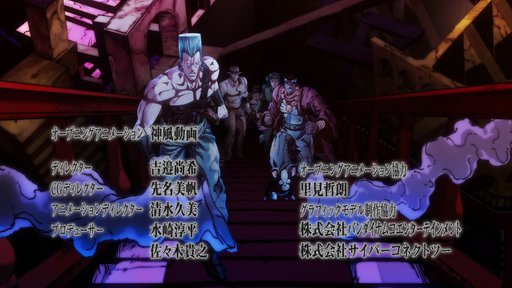 オープニングアニメーション 神風動画
ディレクター 吉邉尚希
CGディレクター 先名美帆
アニメーションディレクター 清水久美
プロデューサー 水﨑淳平
佐々木貴之
オープニングアニメーション協力
里見哲朗
グラフィックモデル制作協力
株式会社バンダイナムコエンターテインメント
株式会社サイバーコネクトツー